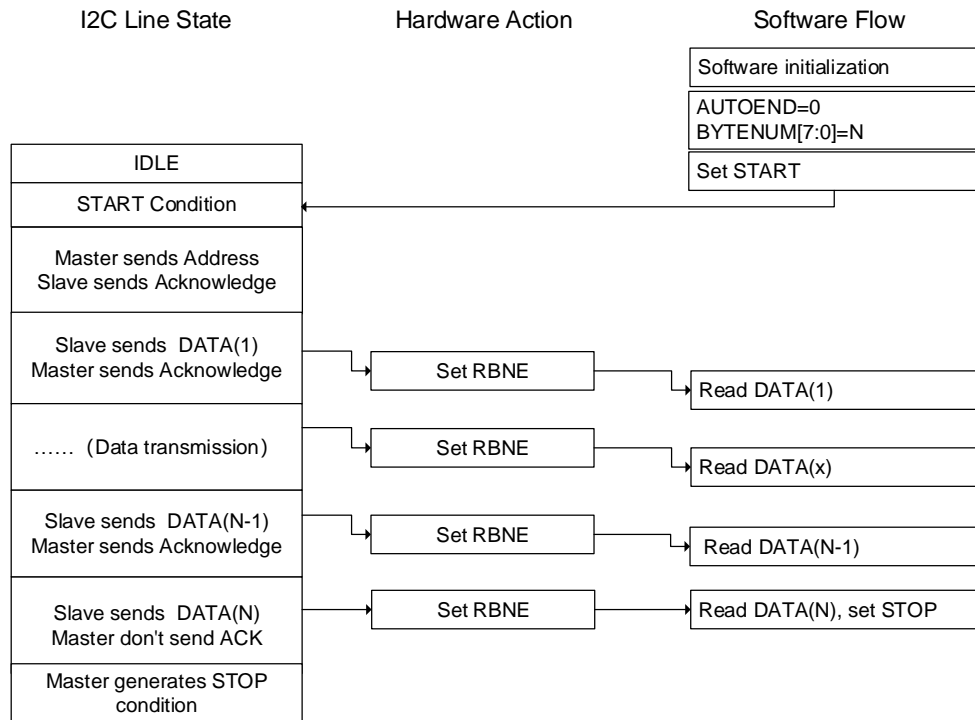 I2C Line State
Hardware Action
Software Flow
Software initialization
AUTOEND=0
BYTENUM[7:0]=N
IDLE
Set START
START Condition
Master sends Address
Slave sends Acknowledge
Slave sends DATA(1)
Master sends Acknowledge
Set RBNE
Read DATA(1)
…… (Data transmission)
Set RBNE
Read DATA(x)
Slave sends DATA(N-1)
Master sends Acknowledge
Set RBNE
Read DATA(N-1)
Slave sends DATA(N)
Master don't send ACK
Set RBNE
Read DATA(N), set STOP
Master generates STOP
condition